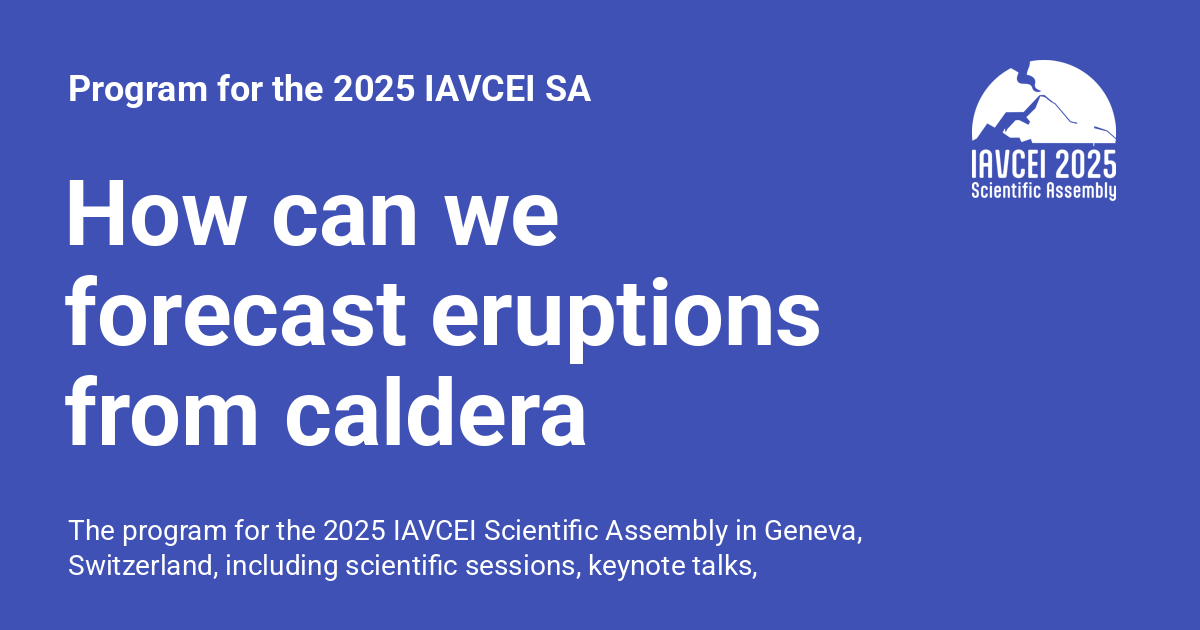 Program for the 2025 IAVCEI SA
IAVCEI 2025
Scientific Assembly
How can we
forecast eruptions
from caldera
The program for the 2025 IAVCEI Scientific Assembly in Geneva,
Switzerland, including scientific sessions, keynote talks,